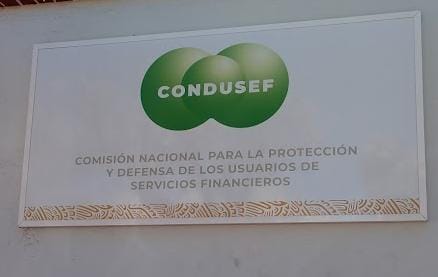 CONDUSEF
COMISIÓN NACIONAL PARA LA PROTECCIÓN
Y DEFENSA DE LOS USUARIOS DE
SERVICIOS FINANCIEROS